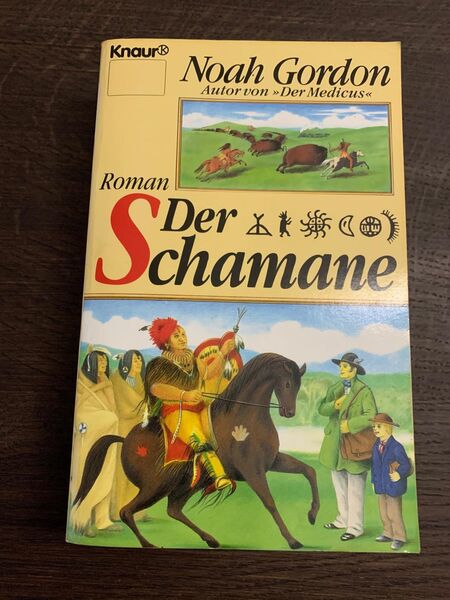 Knaur
Noah Gordon
Autor von »Der Medicus«
Roman
Der
Schamane